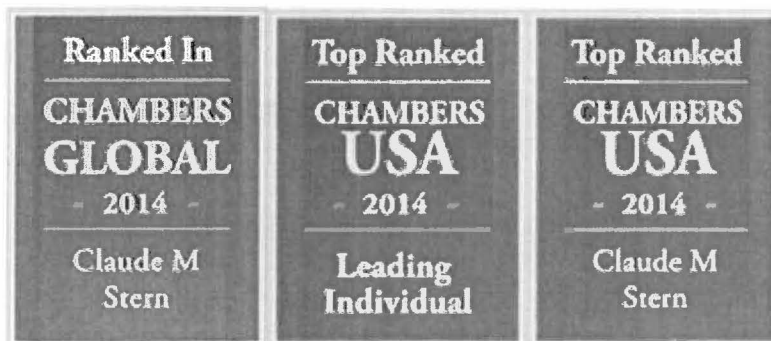 Ranked In
CHAMBERS
GLOBAL
- 2014 -
Claude M
Stern
Top Ranked
CHAMBERS
USA
- 2014 -
Leading
Individual
Top Ranked
CHAMBERS
USA
- 2014 -
Claude M
Stern